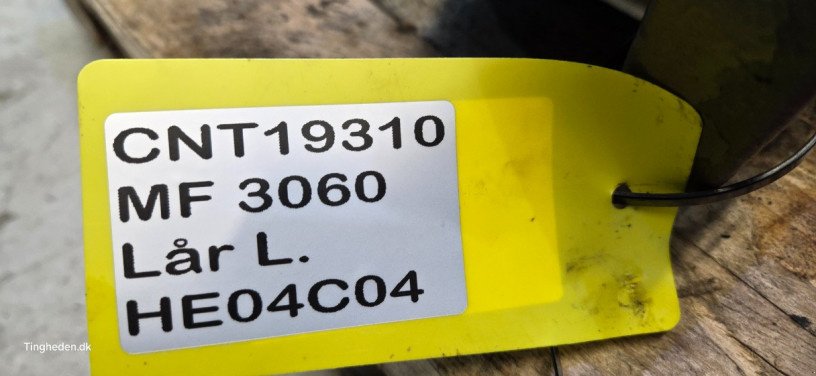 CNT19310
MF 3060
Lår L.
HE04C04
Tingheden.dk